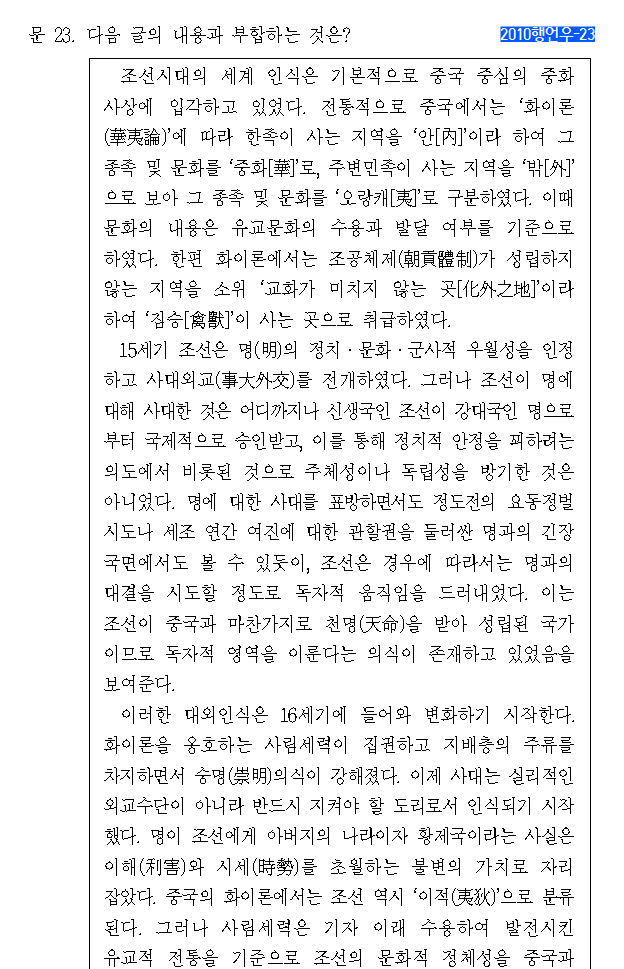 문 23. 다음 글의 내용과 부합하는 것은?
2010행언우-23
조선시대의 세계 인식은 기본적으로 중국 중심의 중화
사상에 입각하고 있었다. 전통적으로 중국에서는 ‘화이론
(華夷論)’에 따라 한족이 사는 지역을 ‘안[內]’이라 하여 그
종족 및 문화를 ‘중화[華]’로, 주변민족이 사는 지역을 ‘밖[外]’
으로 보아 그 종족 및 문화를 ‘오랑캐[夷]’로 구분하였다. 이때
문화의 내용은 유교문화의 수용과 발달 여부를 기준으로
하였다. 한편 화이론에서는 조공체제(朝貢體制)가 성립하지
않는 지역을 소위 ‘교화가 미치지 않는 곳[化外之地]’이라
하여 ‘짐승[禽獸]’이 사는 곳으로 취급하였다.
15세기 조선은 명(明)의 정치·문화·군사적 우월성을 인정
하고 사대외교(事大外交)를 전개하였다. 그러나 조선이 명에
대해 사대한 것은 어디까지나 신생국인 조선이 강대국인 명으로
부터 국제적으로 승인받고, 이를 통해 정치적 안정을 꾀하려는
의도에서 비롯된 것으로 주체성이나 독립성을 방기한 것은
아니었다. 명에 대한 사대를 표방하면서도 정도전의 요동정벌
시도나 세조 연간 여진에 대한 관할권을 둘러싼 명과의 긴장
국면에서도 볼 수 있듯이, 조선은 경우에 따라서는 명과의
대결을 시도할 정도로 독자적 움직임을 드러내었다. 이는
조선이 중국과 마찬가지로 천명(天命)을 받아 성립된 국가
이므로 독자적 영역을 이룬다는 의식이 존재하고 있었음을
보여준다.
이러한 대외인식은 16세기에 들어와 변화하기 시작한다.
화이론을 옹호하는 사림세력이 집권하고 지배층의 주류를
차지하면서 숭명(崇明)의식이 강해졌다. 이제 사대는 실리적인
외교수단이 아니라 반드시 지켜야 할 도리로서 인식되기 시작
했다. 명이 조선에게 아버지의 나라이자 황제국이라는 사실은
이해(利害)와 시세(時勢)를 초월하는 불변의 가치로 자리
잡았다. 중국의 화이론에서는 조선 역시 ‘이적(夷狄)’으로 분류
된다. 그러나 사림세력은 기자 이래 수용하여 발전시킨
유교적 전통을 기준으로 조선의 문화적 정체성을 중국과